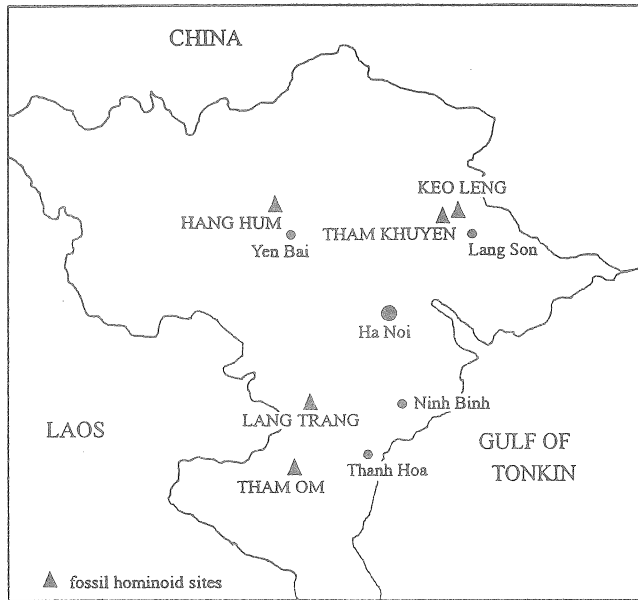 CHINA
KEO LENG
HANG HUM
THAM KHUYEN
Yen Bai
Lang Son
Ha Noi
Ninh Binh
LANG TRANG
LAOS
GULF OF
TONKIN
Thanh Hoa
THAM OM
fossil hominoid sites